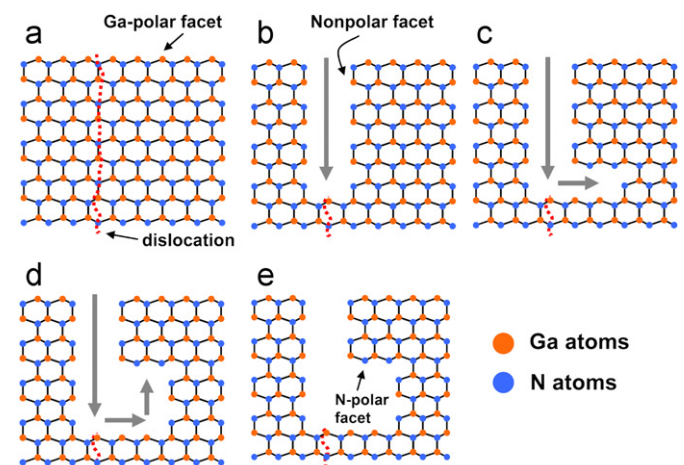 a
Ga-polar facet
dislocation
b
Nonpolar facet
c
d
e
N-polar
facet
Ga atoms
N atoms